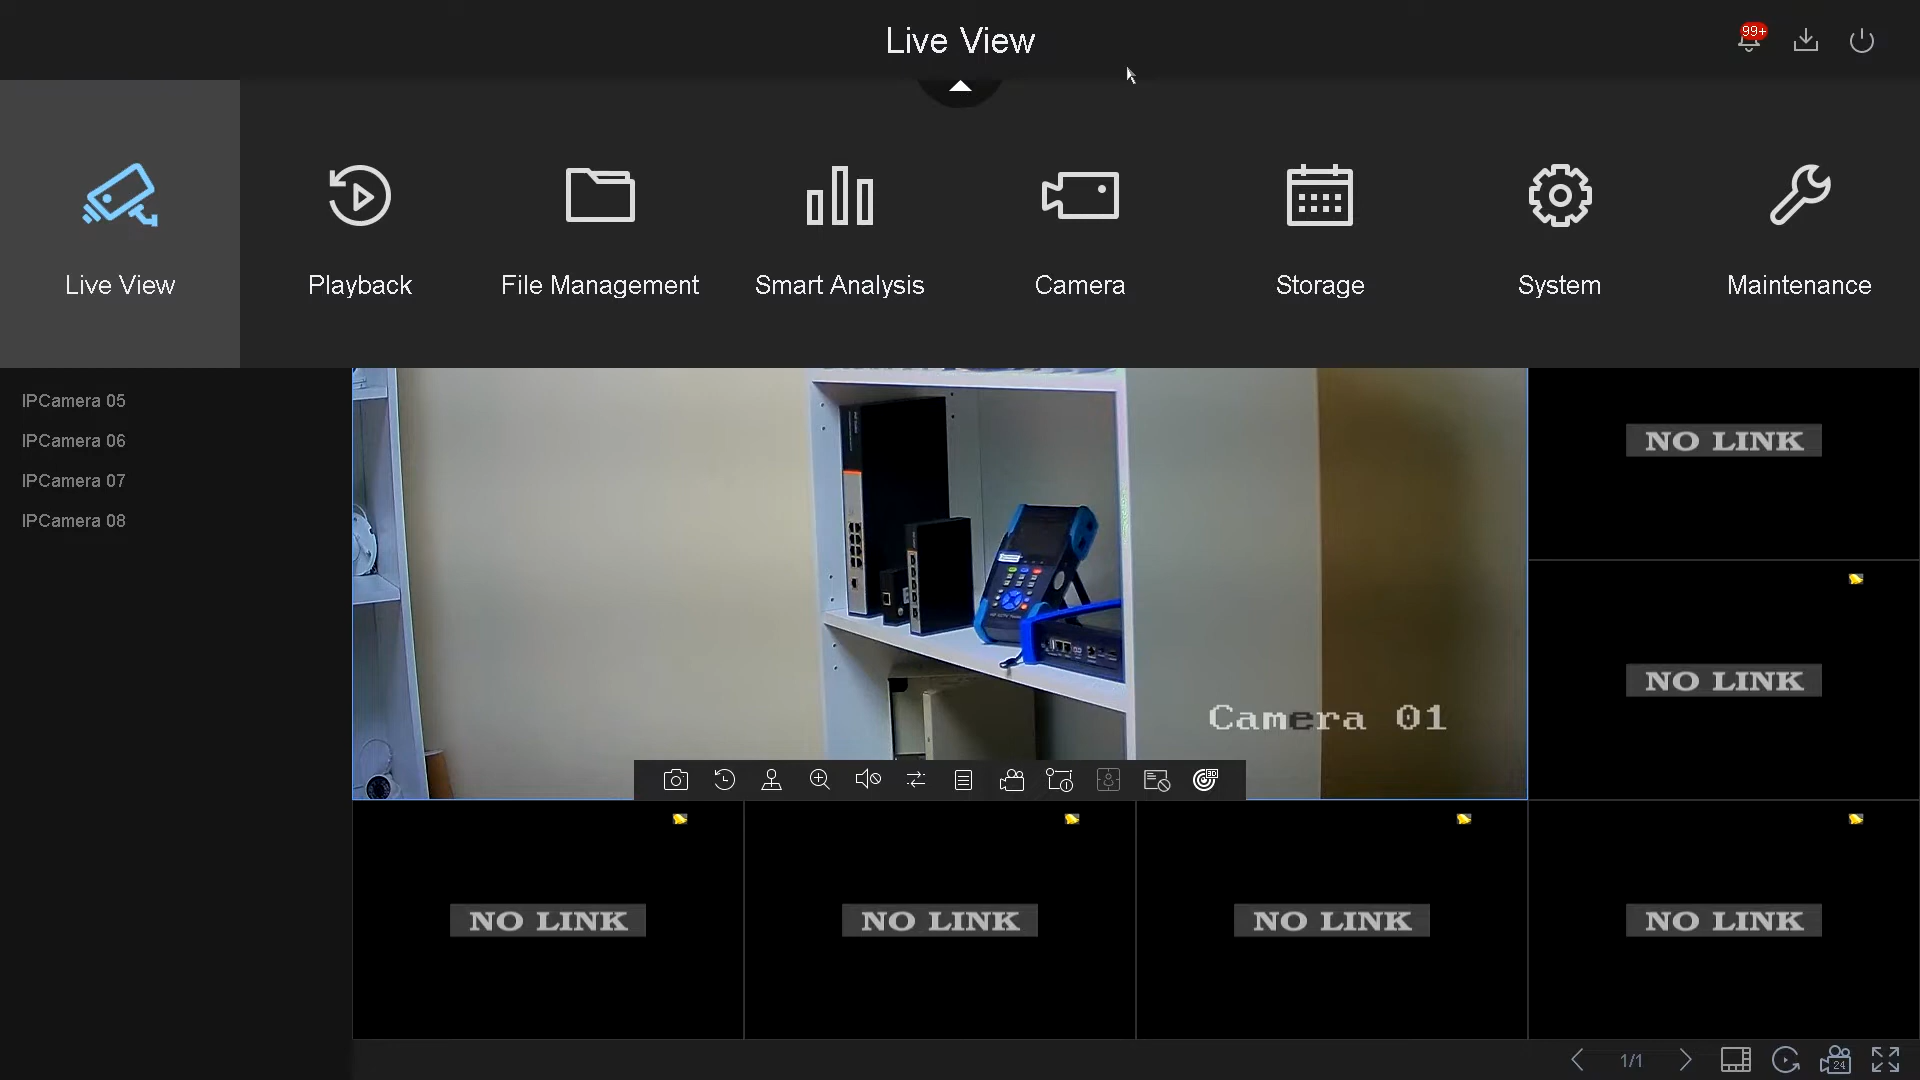 Live View
99+
Live View
Playback
File Management
Smart Analysis
Camera
Storage
System
Maintenance
IPCamera 05
IPCamera 06
IPCamera 07
IPCamera 08
NO LINK
NO LINK
Camera 01
3D
NO LINK
NO LINK
NO LINK
NO LINK
1/1
24